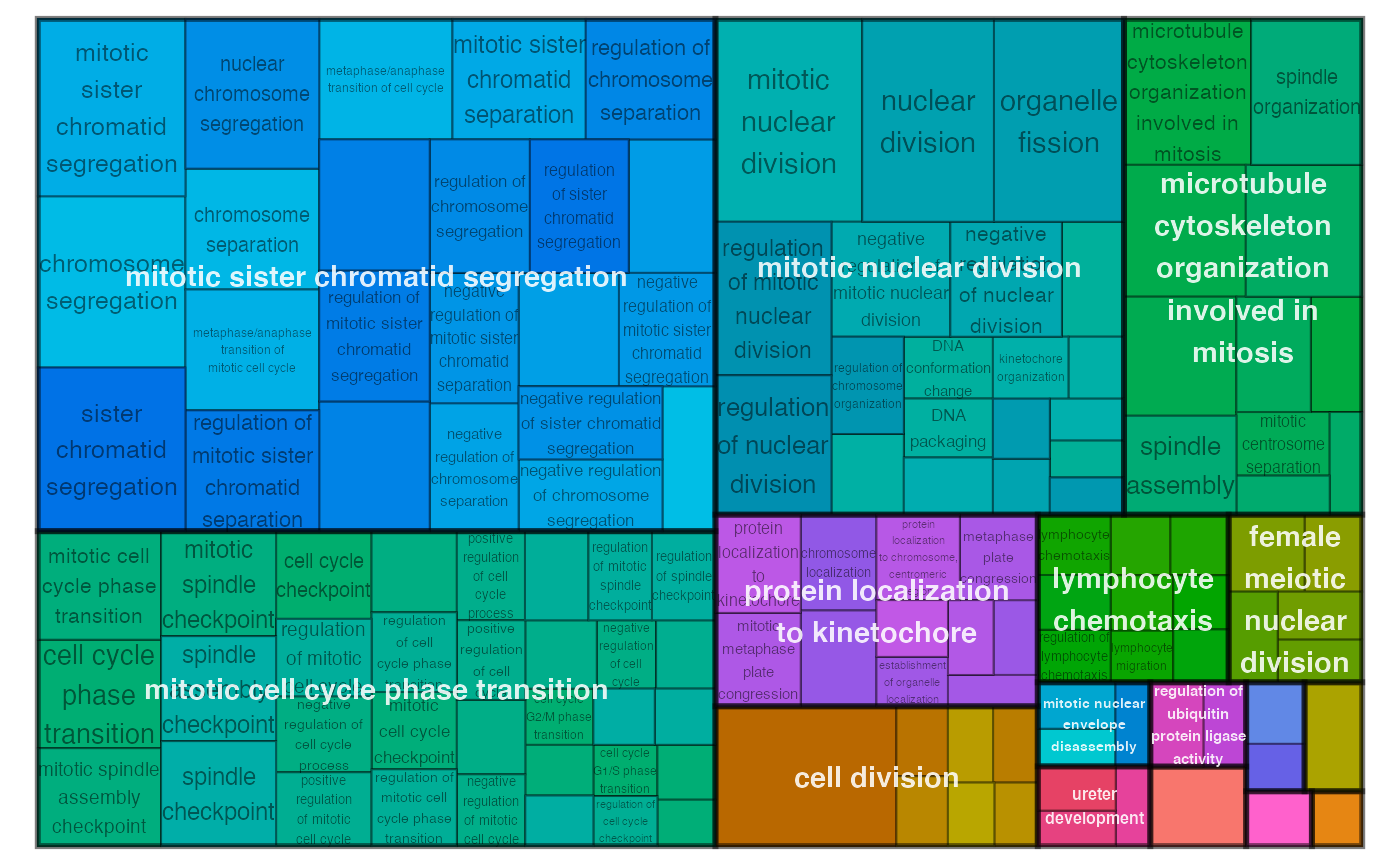 mitotic
sister
chromatid
segregation
nuclear
chromosome
segregation
metaphase/anaphase
transition of cell cycle
mitotic sister
chromatid
separation
regulation of
chromosome
separation
chromosome
segregation
chromosome
separation
regulation of
chromosome
segregation
regulation
of sister
chromatid
segregation
mitotic sister chromatid segregation
metaphase/anaphase
transition of
mitotic cell cycle
regulation of
mitotic sister
chromatid
segregation
negative
regulation of
mitotic sister
chromatid
separation
negative
regulation of
mitotic sister
chromatid
segregation
sister
chromatid
segregation
regulation of
mitotic sister
chromatid
separation
negative
regulation of
chromosome
separation
negative regulation
of sister chromatid
segregation
negative regulation
of chromosome
segregation
mitotic
nuclear
division
nuclear
division
organelle
fission
regulation
of mitotic
nuclear
division
negative
regulation of
mitotic nuclear
division
negative
regulation
of nuclear
division
mitotic nuclear division
regulation
of nuclear
division
regulation of
chromosome
organization
DNA
conformation
change
kinetochore
organization
DNA
packaging
microtubule
cytoskeleton
organization
involved in
mitosis
spindle
organization
microtubule
cytoskeleton
organization
involved in
mitosis
spindle
assembly
mitotic
centrosome
separation
mitotic cell
cycle phase
transition
mitotic
spindle
checkpoint
cell cycle
checkpoint
positive
regulation
of cell
cycle
process
regulation
of mitotic
spindle
checkpoint
regulation
of spindle
checkpoint
cell cycle
phase
transition
spindle
assembly
checkpoint
regulation
of mitotic
cell cycle
regulation
of cell
cycle phase
transition
positive
regulation
of cell
negative
regulation
of cell
cycle
mitotic cell cycle phase transition
mitotic spindle
assembly
checkpoint
spindle
checkpoint
negative
regulation of
cell cycle
process
mitotic
cell cycle
checkpoint
cell cycle
G2/M phase
transition
positive
regulation
of mitotic
cell cycle
regulation of
mitotic cell
cycle phase
transition
negative
regulation
of mitotic
cell cycle
cell cycle
G1/S phase
transition
regulation of
cell cycle
checkpoint
protein
localization
to
kinetochore
chromosome
localization
protein
localization
to chromosome,
centromeric
metaphase
plate
congression
protein localization
to kinetochore
mitotic
metaphase
plate
congression
establishment
of organelle
localization
cell division
lymphocyte
chemotaxis
lymphocyte
chemotaxis
regulation of
lymphocyte
chemotaxis
lymphocyte
migration
female
meiotic
nuclear
division
mitotic nuclear
envelope
disassembly
regulation of
ubiquitin
protein ligase
activity
ureter
development